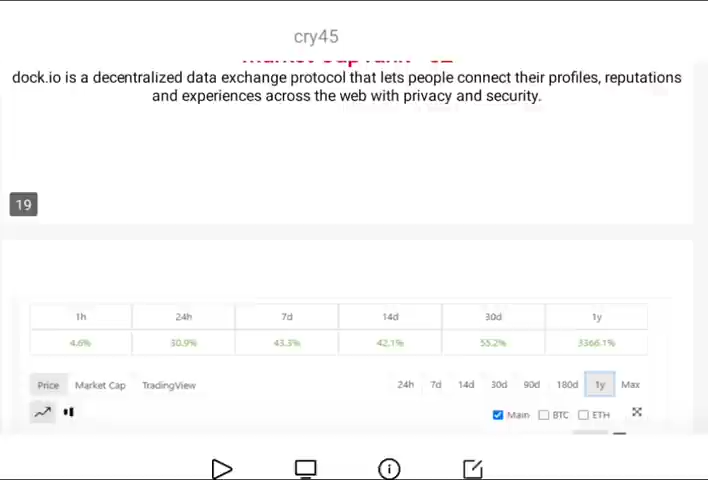 cry45
dock.io is a decentralized data exchange protocol that lets people connect their profiles, reputations
and experiences across the web with privacy and security.
19
1h 24h 7d 14d 30d 1y
4.6% 30.9% 43.3% 42.1% 55.2% 3366.1%
Price Market Cap TradingView 24h 7d 14d 30d 90d 180d 1y Max
Main BTC ETH